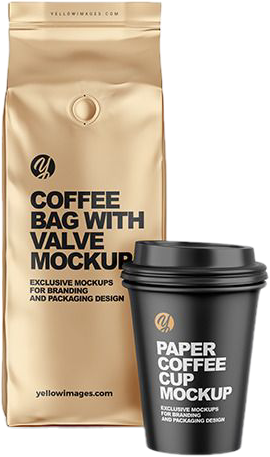 YELLOWIMAGES.COM
Y
COFFEE
BAG WITH
VALVE
MOCKUP
EXCLUSIVE MOCKUPS
FOR BRANDING
AND PACKAGING DESIGN
yellowimages.com
Y
PAPER
COFFEE
CUP
MOCKUP
EXCLUSIVE MOCKUPS
FOR BRANDING
AND PACKAGING DESIGN